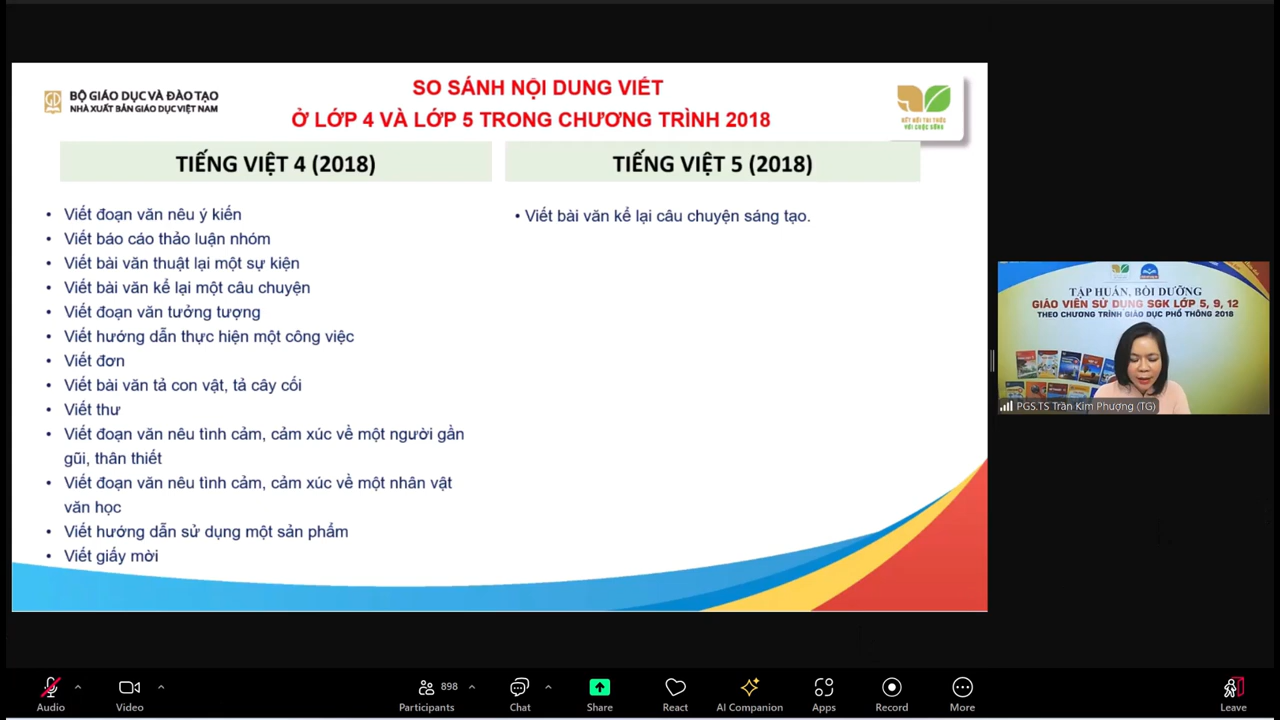 BỘ GIÁO DỤC VÀ ĐÀO TẠO
NHÀ XUẤT BẢN GIÁO DỤC VIỆT NAM
SO SÁNH NỘI DUNG VIẾT
Ở LỚP 4 VÀ LỚP 5 TRONG CHƯƠNG TRÌNH 2018
KẾT NỐI TRI THỨC
VỚI CUỘC SỐNG
TIẾNG VIỆT 4 (2018)
• Viết đoạn văn nêu ý kiến
• Viết báo cáo thảo luận nhóm
• Viết bài văn thuật lại một sự kiện
• Viết bài văn kể lại một câu chuyện
• Viết đoạn văn tưởng tượng
• Viết hướng dẫn thực hiện một công việc
• Viết đơn
• Viết bài văn tả con vật, tả cây cối
• Viết thư
• Viết đoạn văn nêu tình cảm, cảm xúc về một người gần
gũi, thân thiết
• Viết đoạn văn nêu tình cảm, cảm xúc về một nhân vật
văn học
• Viết hướng dẫn sử dụng một sản phẩm
• Viết giấy mời
TIẾNG VIỆT 5 (2018)
• Viết bài văn kể lại câu chuyện sáng tạo.
TẬP HUẤN, BỒI DƯỠNG
GIÁO VIÊN SỬ DỤNG SGK LỚP 5, 9, 12
THEO CHƯƠNG TRÌNH GIÁO DỤC PHỔ THÔNG 2018
PGS.TS Trần Kim Phượng (TG)
Audio
Video
898
Participants
Chat
Share
React
AI Companion
Apps
Record
More
Leave